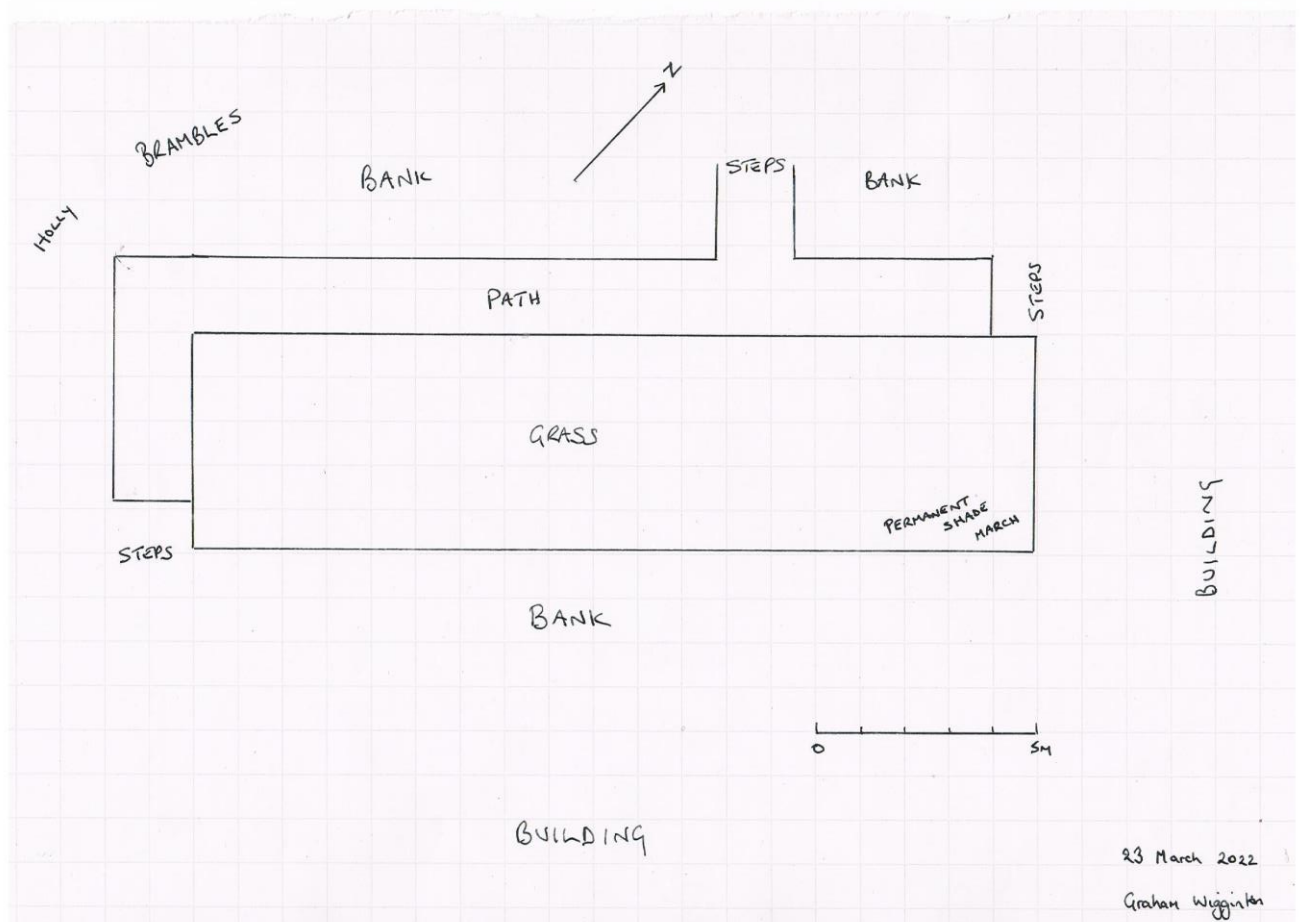 N
BRAMBLES
BANK
STEPS
BANK
HOLLY
PATH
STEPS
GRASS
PERMANENT
SHADE
MARCH
STEPS
BUILDING
BANK
0 5M
BUILDING
23 March 2022
Graham Wigginton